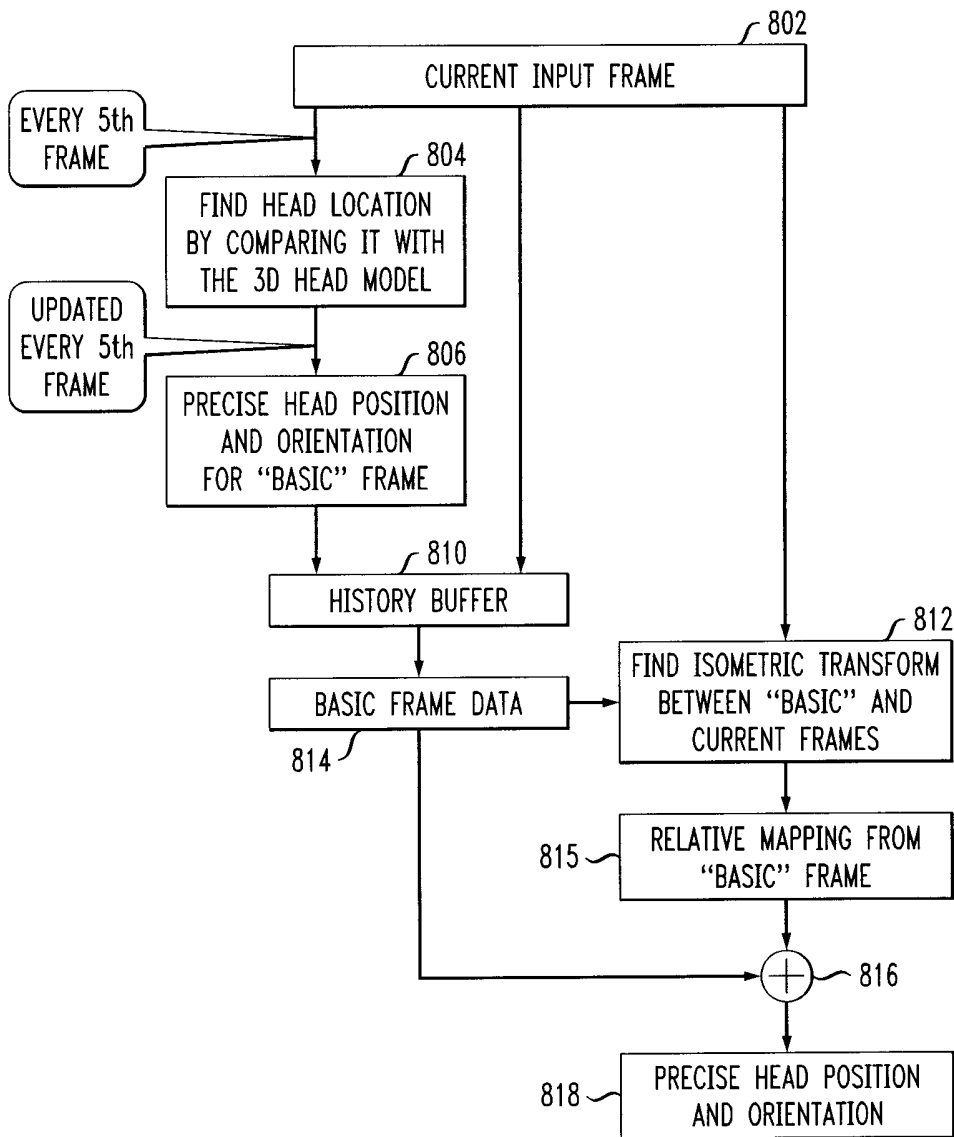 802
CURRENT INPUT FRAME
EVERY 5th
FRAME
804
FIND HEAD LOCATION
BY COMPARING IT WITH
THE 3D HEAD MODEL
UPDATED
EVERY 5th
FRAME
806
PRECISE HEAD POSITION
AND ORIENTATION
FOR “BASIC” FRAME
810
HISTORY BUFFER
812
FIND ISOMETRIC TRANSFORM
BETWEEN “BASIC” AND
CURRENT FRAMES
BASIC FRAME DATA
814
815
RELATIVE MAPPING FROM
“BASIC” FRAME
+
816
818
PRECISE HEAD POSITION
AND ORIENTATION